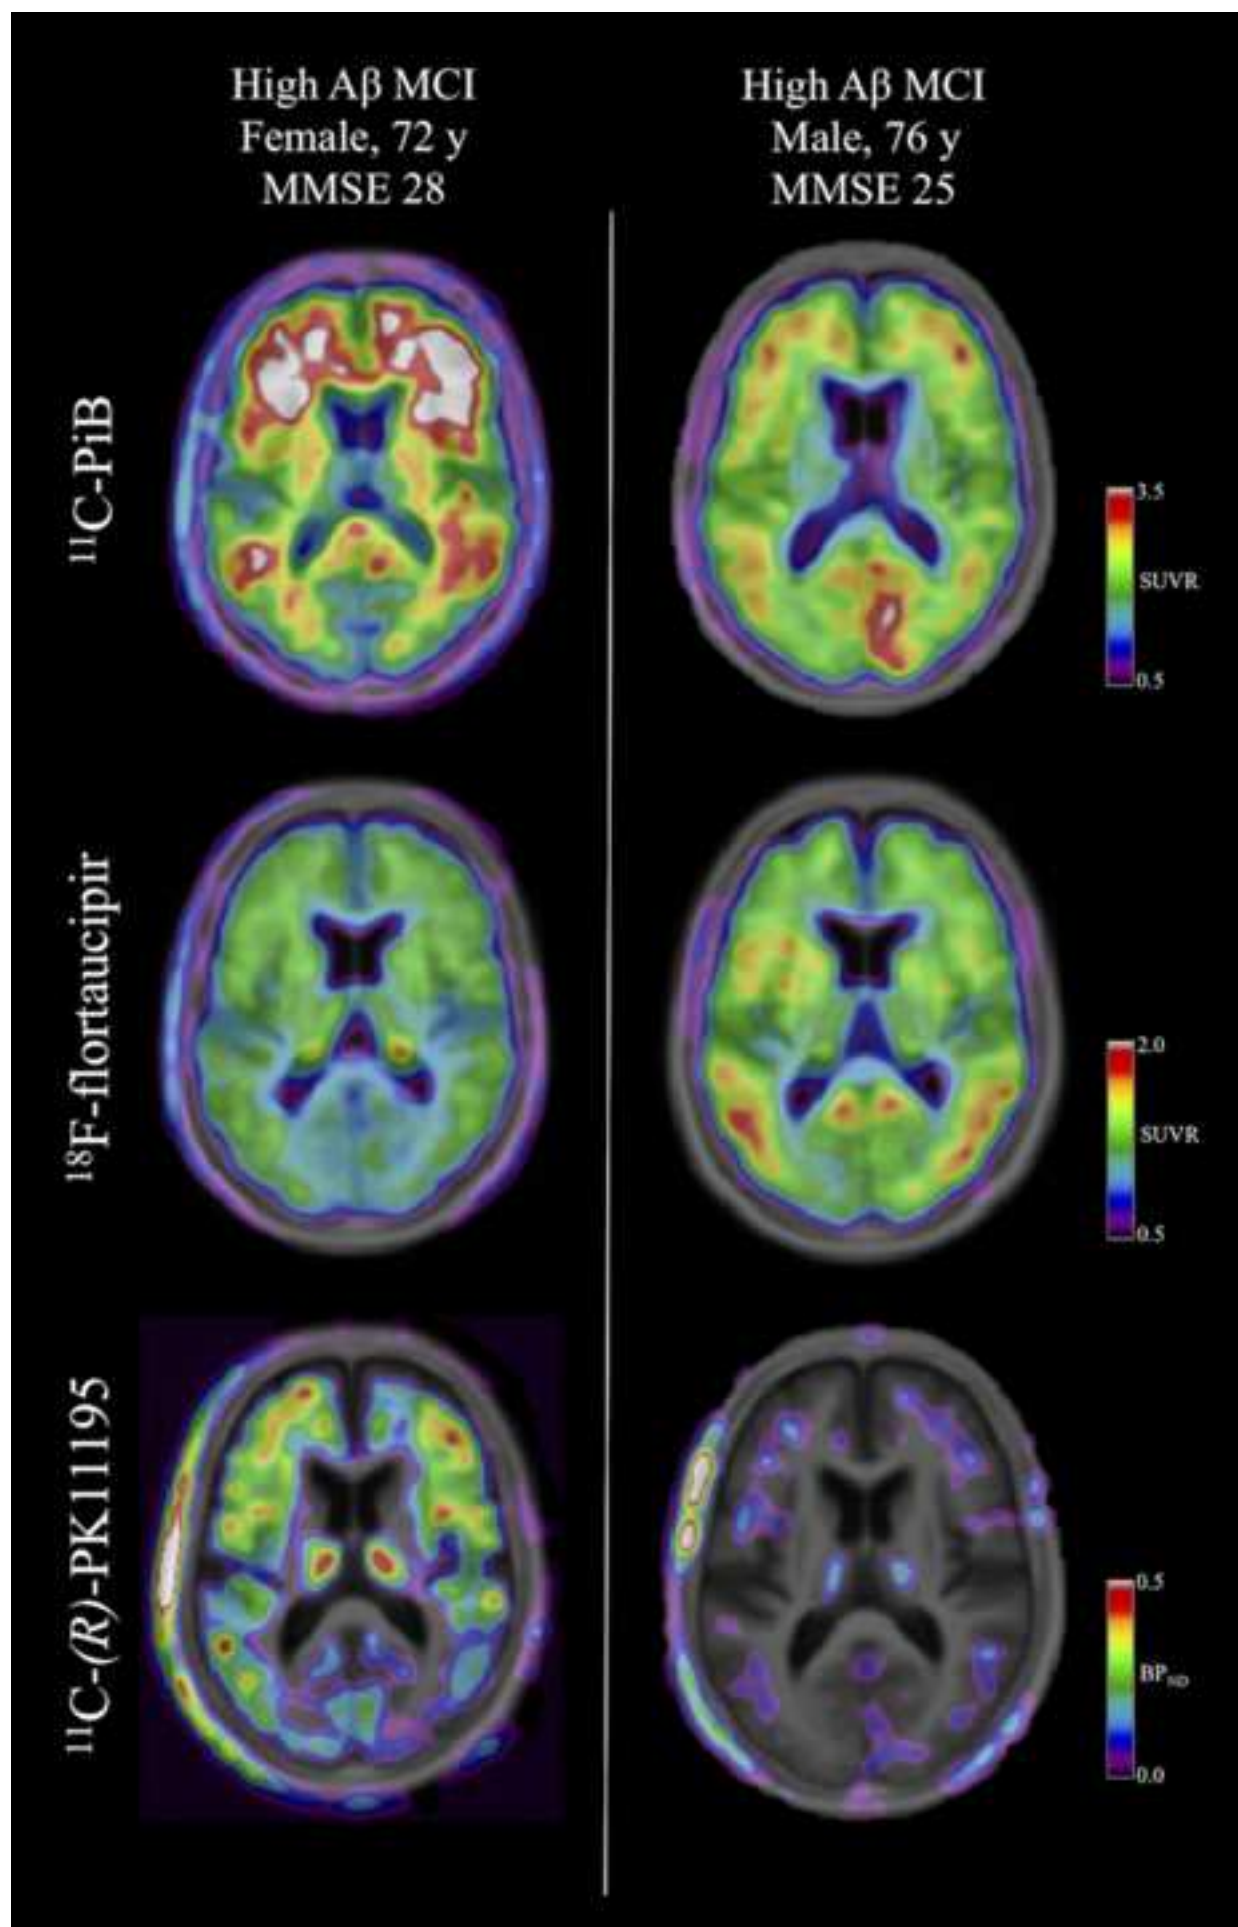 High Aβ MCI
Female, 72 y
MMSE 28
High Aβ MCI
Male, 76 y
MMSE 25
¹¹C-PiB
3.5
SUVR
0.5
¹⁸F-flortaucipir
2.0
SUVR
0.5
¹¹C-(R)-PK11195
0.5
BP_ND
0.0